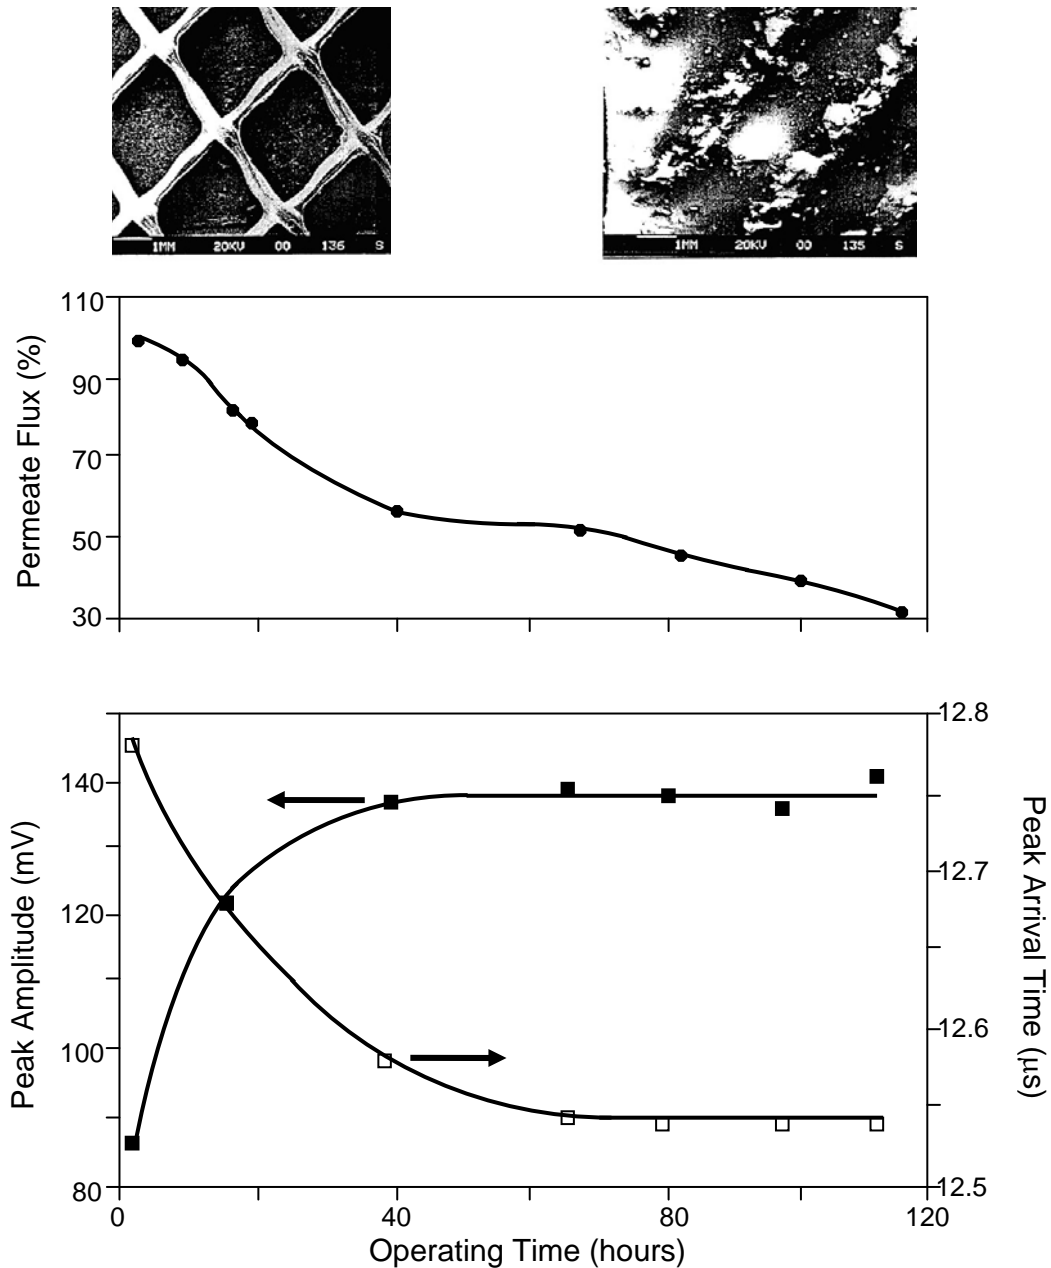 1MM 20KV 00 136 S
1MM 20KV 00 135 S
Permeate Flux (%)
110
90
70
50
30
Peak Amplitude (mV)
140
120
100
80
12.8
12.7
12.6
12.5
Peak Arrival Time (μs)
0 40 80 120
Operating Time (hours)